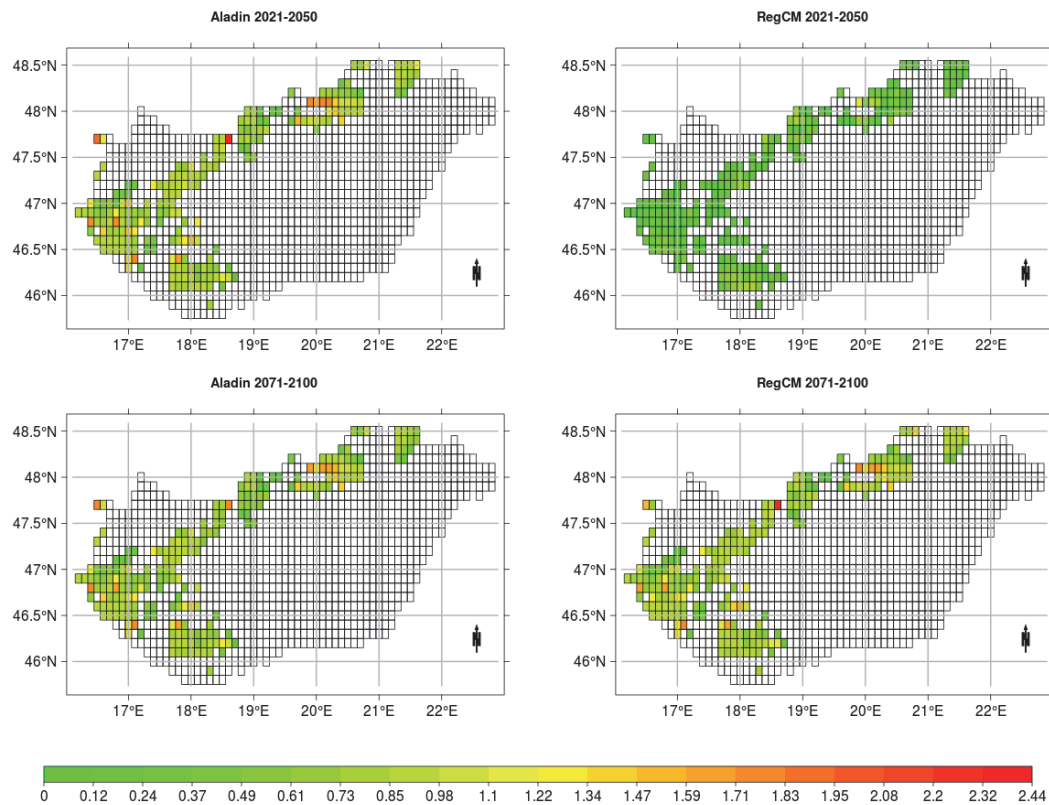 Aladin 2021-2050
RegCM 2021-2050
48.5°N
48°N
47.5°N
47°N
46.5°N
46°N
17°E 18°E 19°E 20°E 21°E 22°E
N
48.5°N
48°N
47.5°N
47°N
46.5°N
46°N
17°E 18°E 19°E 20°E 21°E 22°E
N
Aladin 2071-2100
RegCM 2071-2100
48.5°N
48°N
47.5°N
47°N
46.5°N
46°N
17°E 18°E 19°E 20°E 21°E 22°E
N
48.5°N
48°N
47.5°N
47°N
46.5°N
46°N
17°E 18°E 19°E 20°E 21°E 22°E
N
0 0.12 0.24 0.37 0.49 0.61 0.73 0.85 0.98 1.1 1.22 1.34 1.47 1.59 1.71 1.83 1.95 2.08 2.2 2.32 2.44